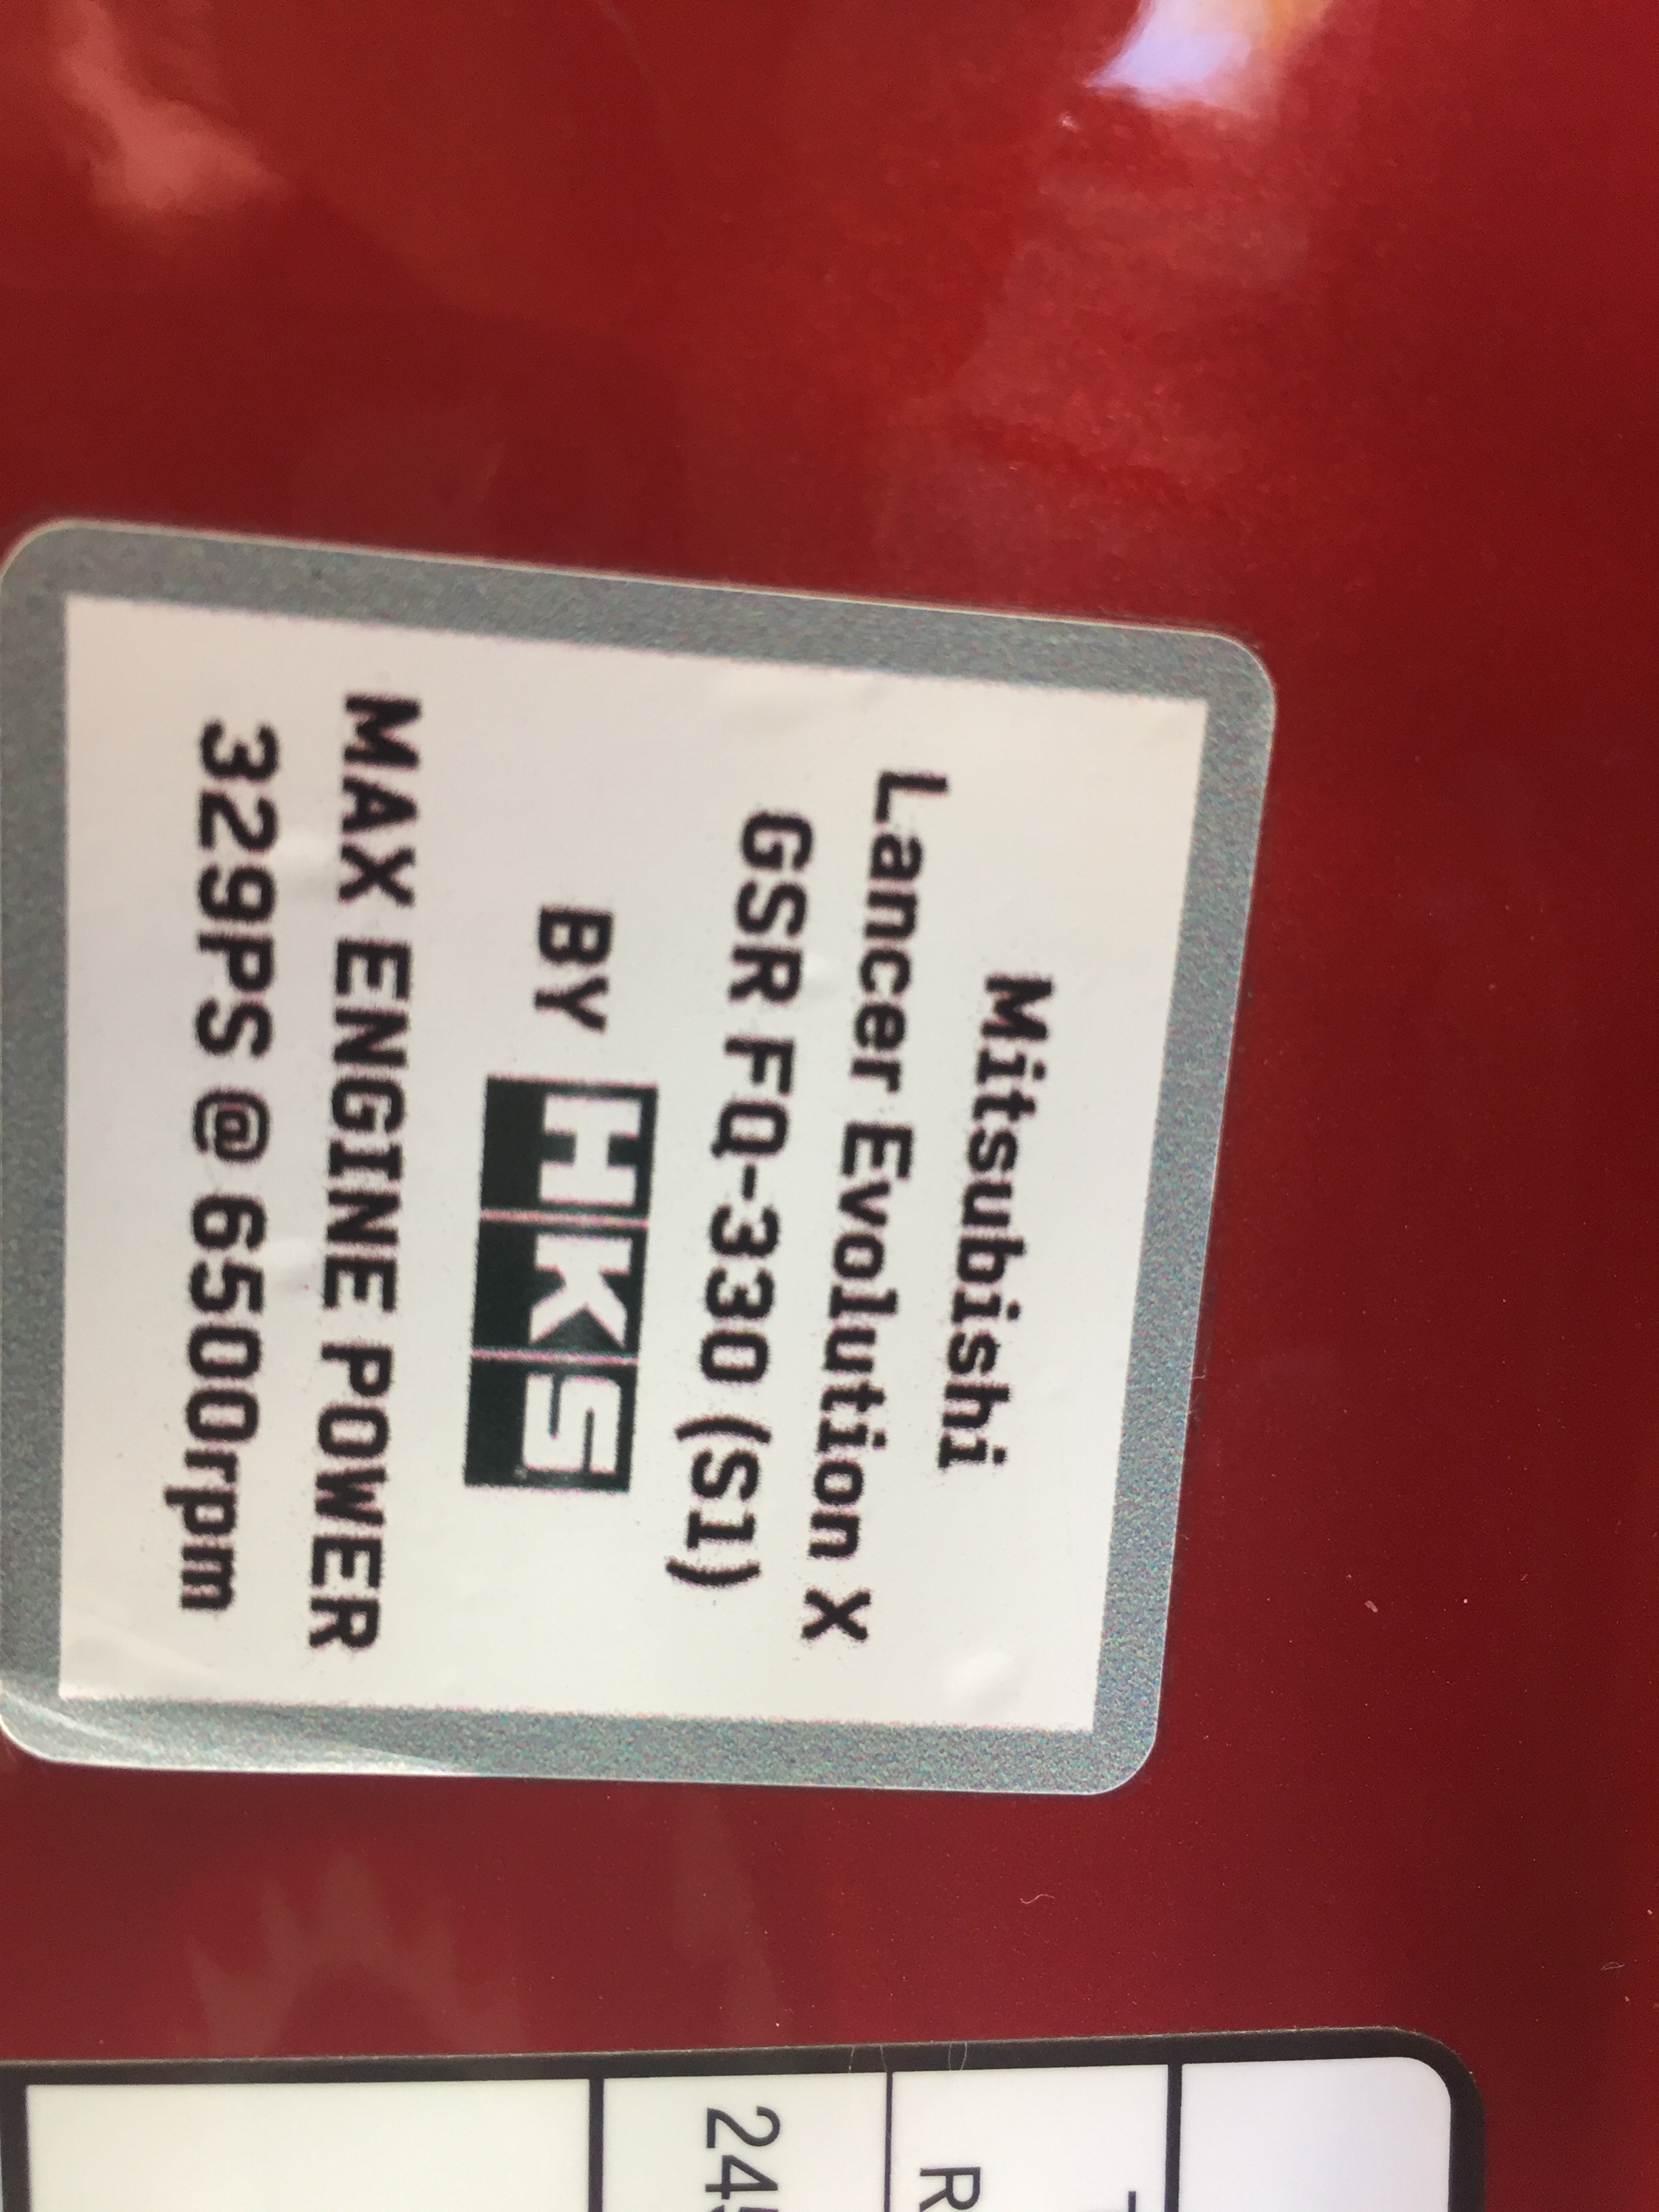 Mitsubishi
Lancer Evolution X
GSR FQ-330 (S1)
BY HKS
MAX ENGINE POWER
329PS @ 6500rpm